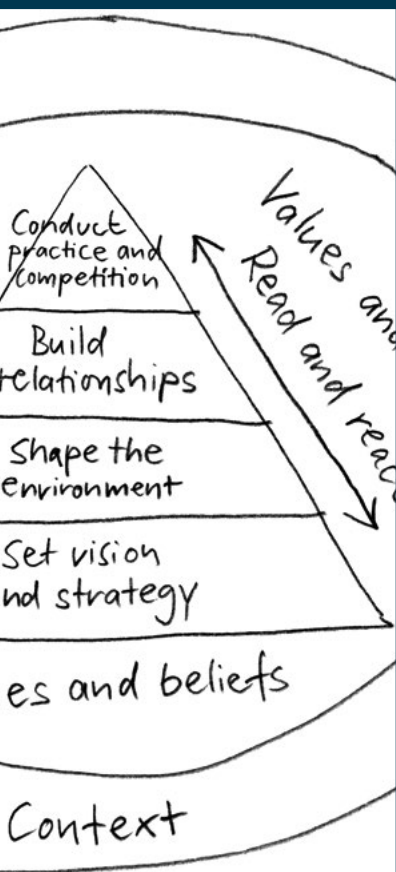 Conduct
practice and
Competition
Build
relationships
Shape the
environment
Set vision
nd strategy
es and beliefs
Context
Values and
Read and reac